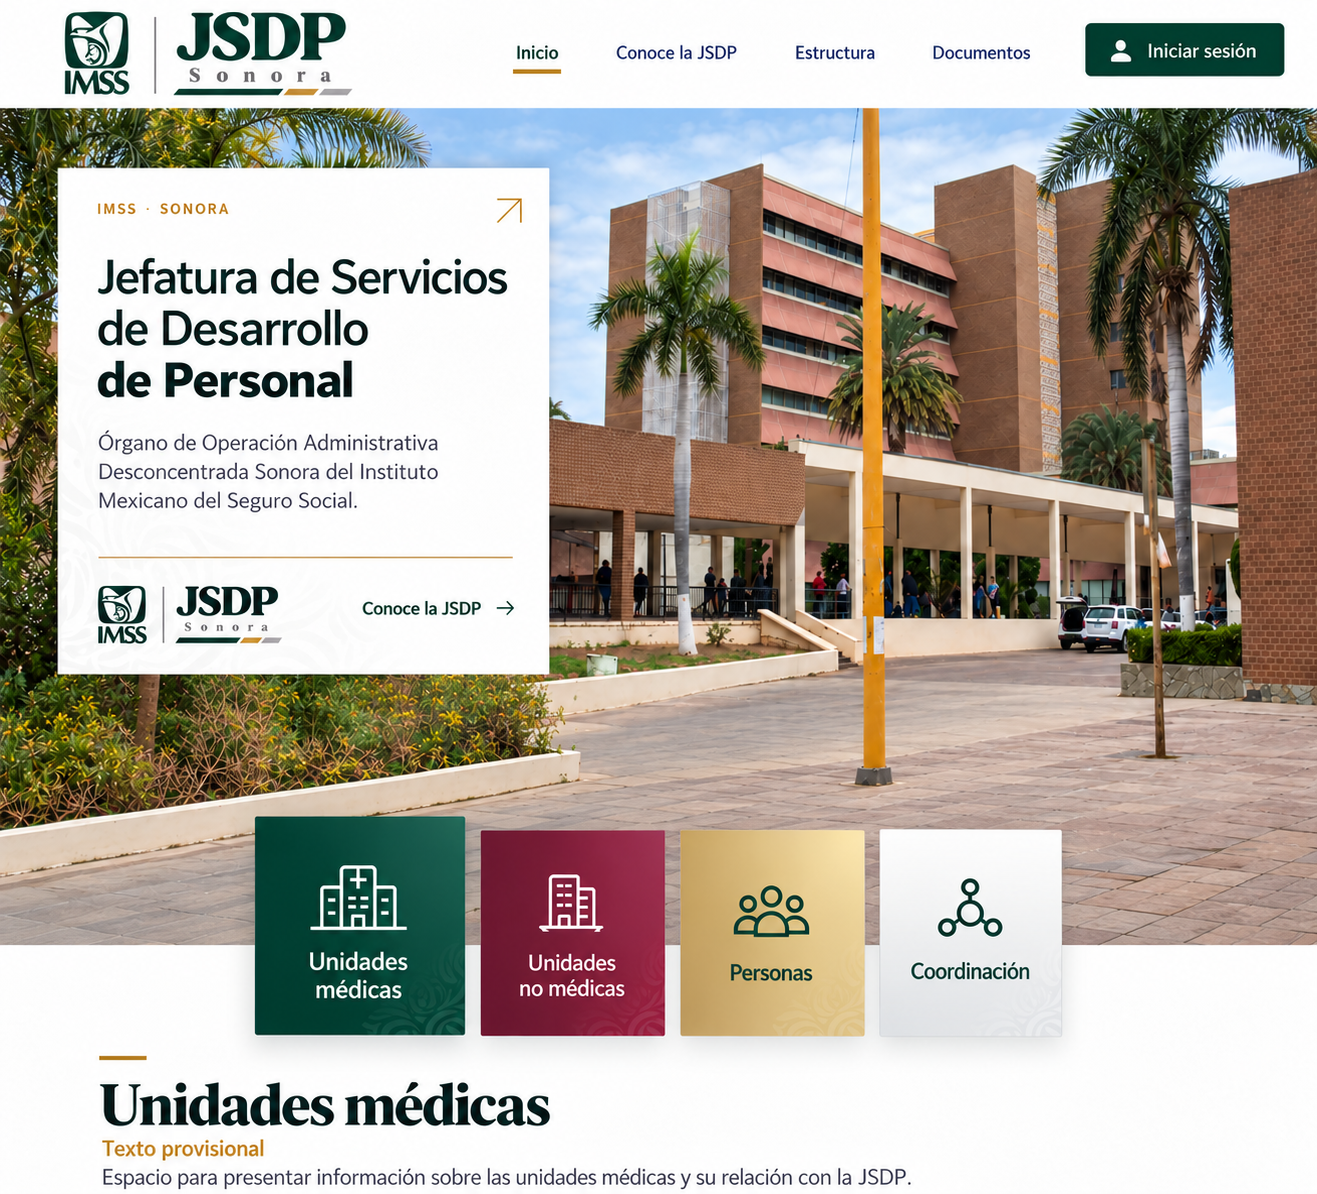 IMSS
JSDP
Sonora
Inicio
Conoce la JSDP
Estructura
Documentos
Iniciar sesión
IMSS · SONORA
Jefatura de Servicios
de Desarrollo
de Personal
Órgano de Operación Administrativa
Desconcentrada Sonora del Instituto
Mexicano del Seguro Social.
IMSS
JSDP
Sonora
Conoce la JSDP
Unidades
médicas
Unidades
no médicas
Personas
Coordinación
Unidades médicas
Texto provisional
Espacio para presentar información sobre las unidades médicas y su relación con la JSDP.